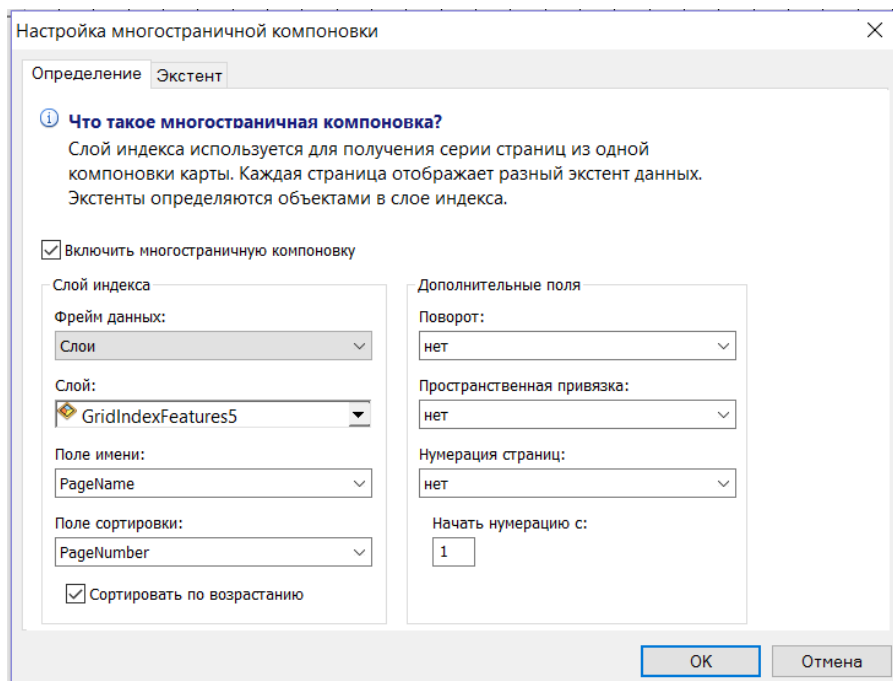 Настройка многостраничной компоновки
Определение
Экстент
Что такое многостраничная компоновка?
Слой индекса используется для получения серии страниц из одной
компоновки карты. Каждая страница отображает разный экстент данных.
Экстенты определяются объектами в слое индекса.
Включить многостраничную компоновку
Слой индекса
Фрейм данных:
Слои
Слой:
GridIndexFeatures5
Поле имени:
PageName
Поле сортировки:
PageNumber
Сортировать по возрастанию
Дополнительные поля
Поворот:
нет
Пространственная привязка:
нет
Нумерация страниц:
нет
Начать нумерацию с:
1
OK
Отмена